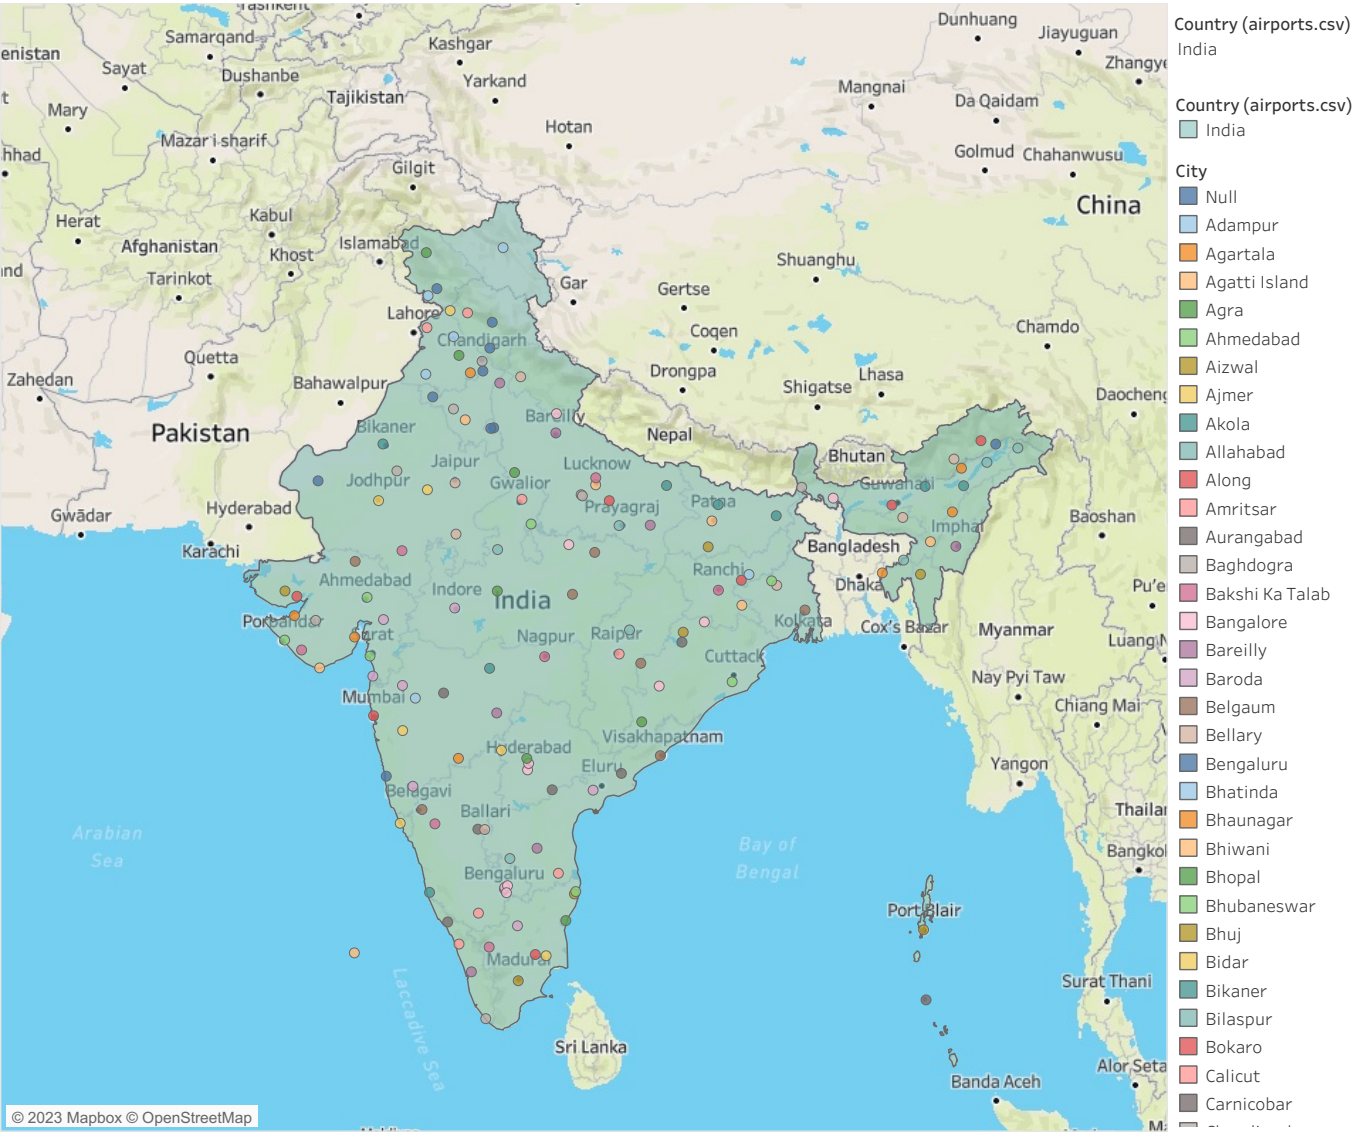 Tashkent
Dunhuang
Jiayuguan
Samarqand
Kashgar
enistan
Sayat
Dushanbe
Yarkand
Mangnai
Zhangye
Tajikistan
Da Qaidam
t
Mary
Hotan
Mazar i sharif
hhad
Gilgit
Golmud
Chahanwusu
China
Herat
Kabul
Afghanistan
Islamabad
Khost
Shuanghu
and
Tarinkot
Gar
Gertse
Lahore
Coqen
Chamdo
Chandigarh
Quetta
Drongpa
Lhasa
Zahedan
Bahawalpur
Shigatse
Daocheng
Pakistan
Bareilly
Bikaner
Nepal
Bhutan
Jaipur
Lucknow
Jodhpur
Gwalior
Guwahati
Hyderabad
Prayagraj
Patna
Gwādar
Baoshan
Imphal
Karachi
Bangladesh
Ahmedabad
Indore
Ranchi
Dhaka
Pu'e
India
Porbandar
Surat
Nagpur
Raipur
Kolkata
Cox's Bazar
Myanmar
Luang N
Cuttack
Nay Pyi Taw
Mumbai
Chiang Mai
Visakhapatnam
Hyderabad
Eluru
Yangon
Belagavi
Ballari
Thailan
Arabian
Sea
Bay of
Bengal
Bangkok
Bengaluru
Port Blair
Madurai
Laccadive Sea
Surat Thani
Sri Lanka
Alor Seta
Banda Aceh
© 2023 Mapbox © OpenStreetMap
Country (airports.csv)
India
Country (airports.csv)
India
City
Null
Adampur
Agartala
Agatti Island
Agra
Ahmedabad
Aizwal
Ajmer
Akola
Allahabad
Along
Amritsar
Aurangabad
Baghdogra
Bakshi Ka Talab
Bangalore
Bareilly
Baroda
Belgaum
Bellary
Bengaluru
Bhatinda
Bhaunagar
Bhiwani
Bhopal
Bhubaneswar
Bhuj
Bidar
Bikaner
Bilaspur
Bokaro
Calicut
Carnicobar